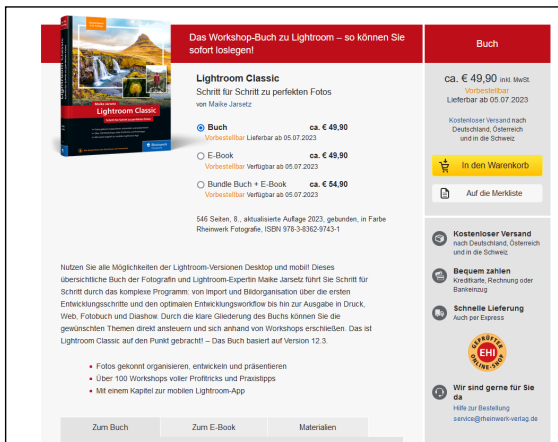 Das Workshop-Buch zu Lightroom – so können Sie
sofort loslegen!
Maike Jarsetz
Lightroom Classic
Lightroom Classic
Schritt für Schritt zu perfekten Fotos
von Maike Jarsetz
Buch ca. € 49,90
Vorbestellbar Lieferbar ab 05.07.2023
E-Book ca. € 49,90
Vorbestellbar Verfügbar ab 05.07.2023
Bundle Buch + E-Book ca. € 54,90
Vorbestellbar Verfügbar ab 05.07.2023
546 Seiten, 8., aktualisierte Auflage 2023, gebunden, in Farbe
Rheinwerk Fotografie, ISBN 978-3-8362-9743-1
Nutzen Sie alle Möglichkeiten der Lightroom-Versionen Desktop und mobil! Dieses
übersichtliche Buch der Fotografin und Lightroom-Expertin Maike Jarsetz führt Sie Schritt für
Schritt durch das komplexe Programm: von Import und Bildorganisation über die ersten
Entwicklungsschritte und den optimalen Entwicklungsworkflow bis hin zur Ausgabe in Druck,
Web, Fotobuch und Diashow. Durch die klare Gliederung des Buchs können Sie die
gewünschten Themen direkt ansteuern und sich anhand von Workshops erschließen. Das ist
Lightroom Classic auf den Punkt gebracht! – Das Buch basiert auf Version 12.3.
Fotos gekonnt organisieren, entwickeln und präsentieren
Über 100 Workshops voller Profitricks und Praxistipps
Mit einem Kapitel zur mobilen Lightroom-App
Zum Buch Zum E-Book Materialien
Buch
ca. € 49,90 inkl. MwSt.
Vorbestellbar
Lieferbar ab 05.07.2023
Kostenloser Versand nach
Deutschland, Österreich
und in die Schweiz
In den Warenkorb
Auf die Merkliste
Kostenloser Versand
nach Deutschland, Österreich
und in die Schweiz
Bequem zahlen
Kreditkarte, Rechnung oder
Bankeinzug
Schnelle Lieferung
Auch per Express
GEPRÜFTER
EHI
ONLINE-SHOP
Wir sind gerne für Sie
da
Hilfe zur Bestellung
service@rheinwerk-verlag.de